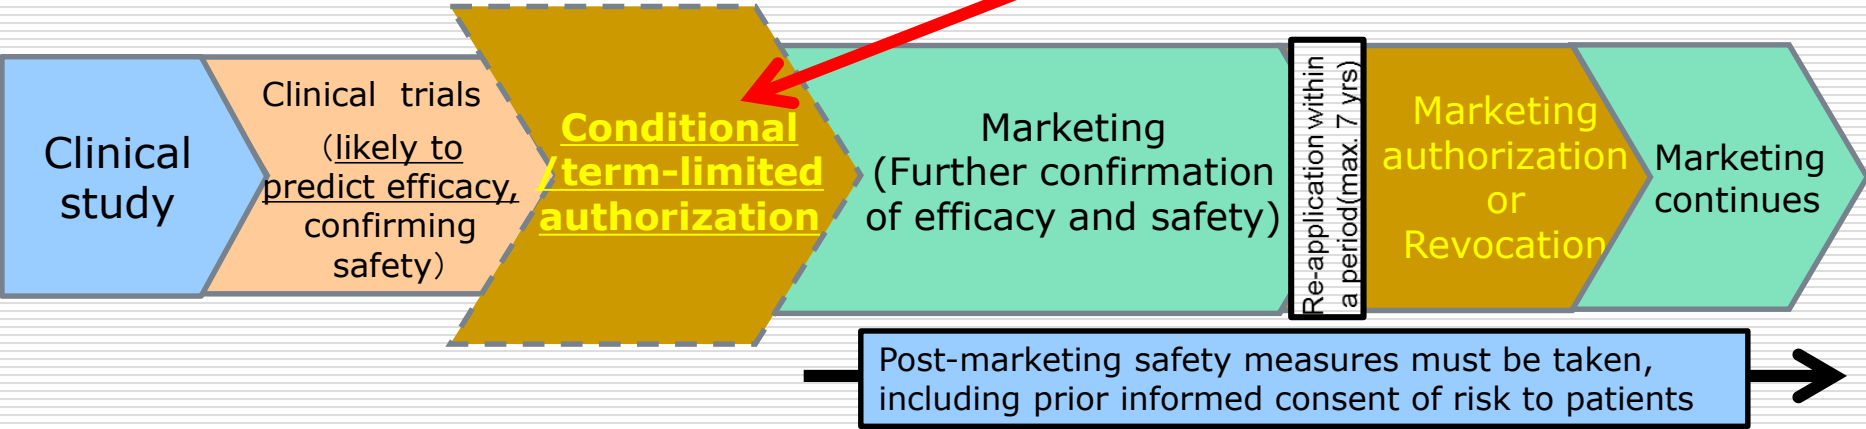 Clinical
study
Clinical trials
（likely to
predict efficacy,
confirming
safety）
Conditional
/term-limited
authorization
Marketing
(Further confirmation
of efficacy and safety)
Re-application within
a period(max. 7 yrs)
Marketing
authorization
or
Revocation
Marketing
continues
Post-marketing safety measures must be taken,
including prior informed consent of risk to patients